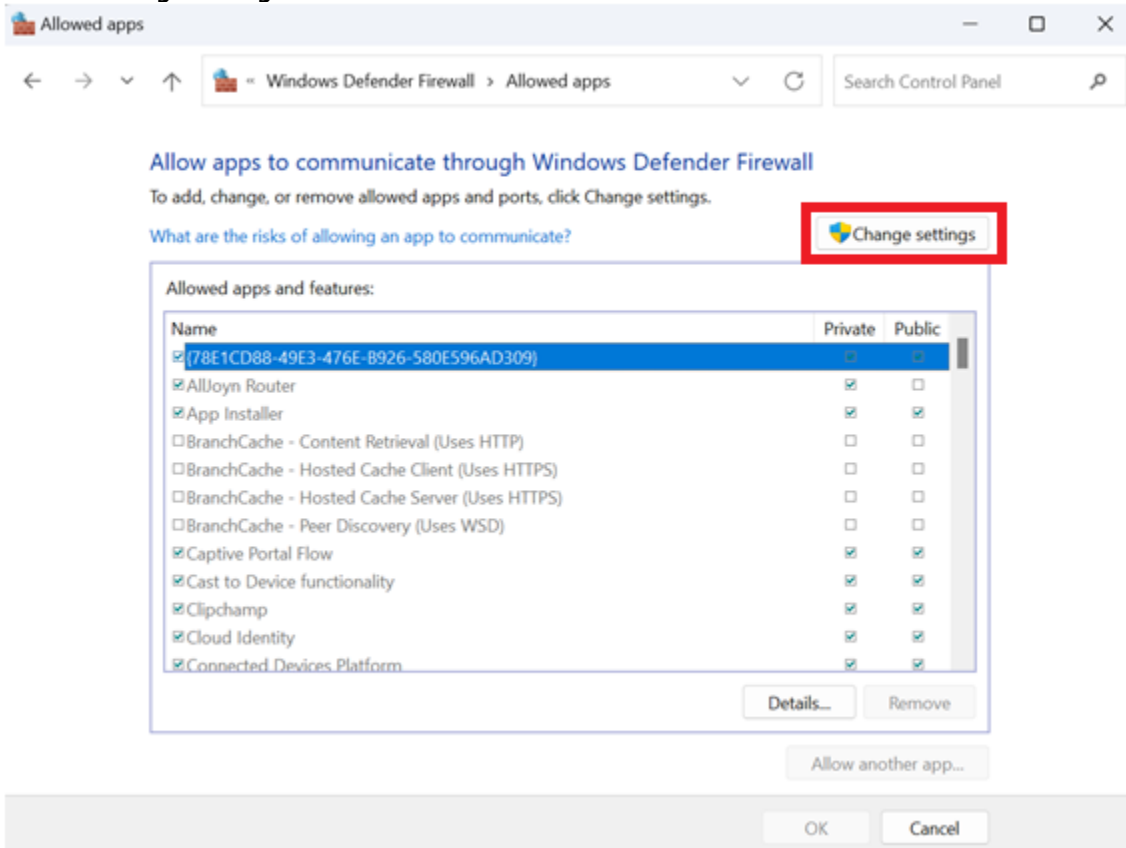 Allowed apps
« Windows Defender Firewall > Allowed apps
Search Control Panel
Allow apps to communicate through Windows Defender Firewall
To add, change, or remove allowed apps and ports, click Change settings.
What are the risks of allowing an app to communicate?
Change settings
Allowed apps and features:
Name Private Public
{78E1CD88-49E3-476E-B926-580E596AD309}
AllJoyn Router
App Installer
BranchCache - Content Retrieval (Uses HTTP)
BranchCache - Hosted Cache Client (Uses HTTPS)
BranchCache - Hosted Cache Server (Uses HTTPS)
BranchCache - Peer Discovery (Uses WSD)
Captive Portal Flow
Cast to Device functionality
Clipchamp
Cloud Identity
Connected Devices Platform
Details... Remove
Allow another app...
OK Cancel